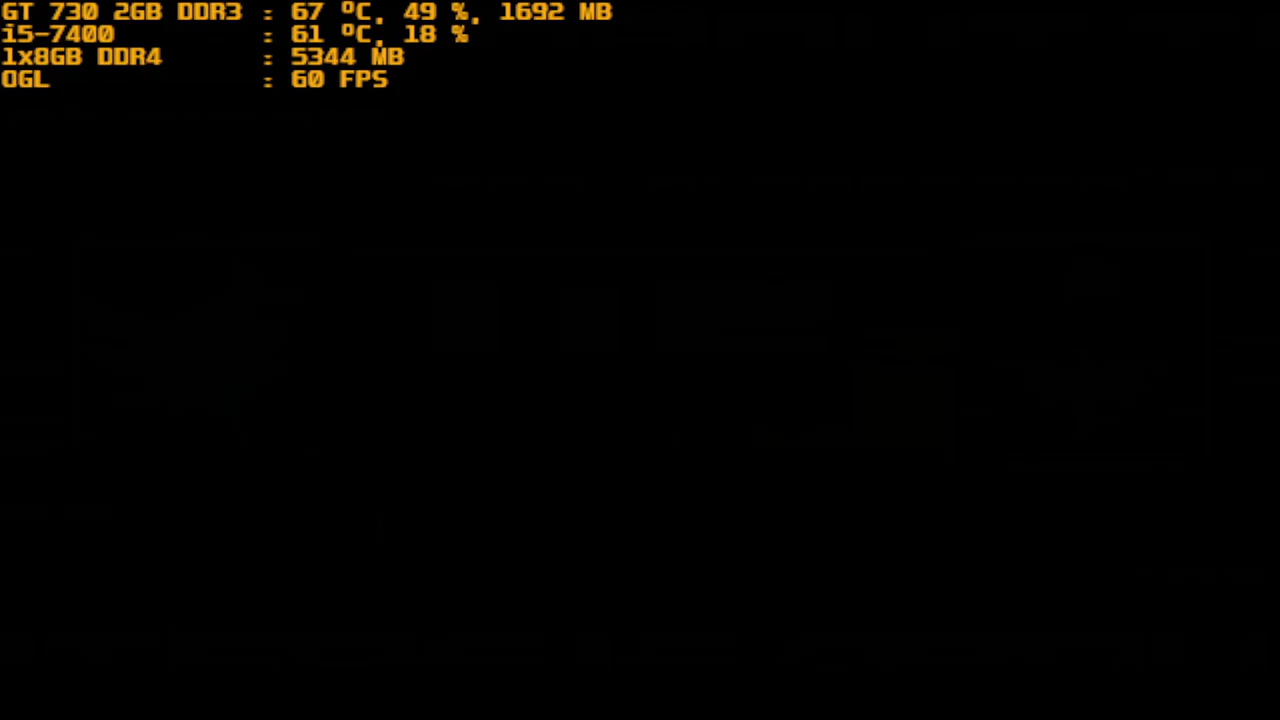 GT 730 2GB DDR3 : 67 ºC, 49 %, 1692 MB
i5-7400 : 61 ºC, 18 %
1x8GB DDR4 : 5344 MB
OGL : 60 FPS